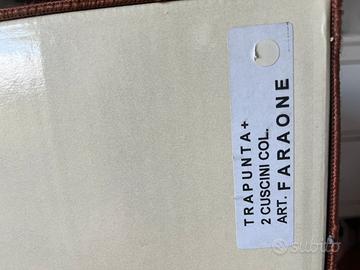 TRAPUNTA +
2 CUSCINI COL.
ART. FARAONE
subito